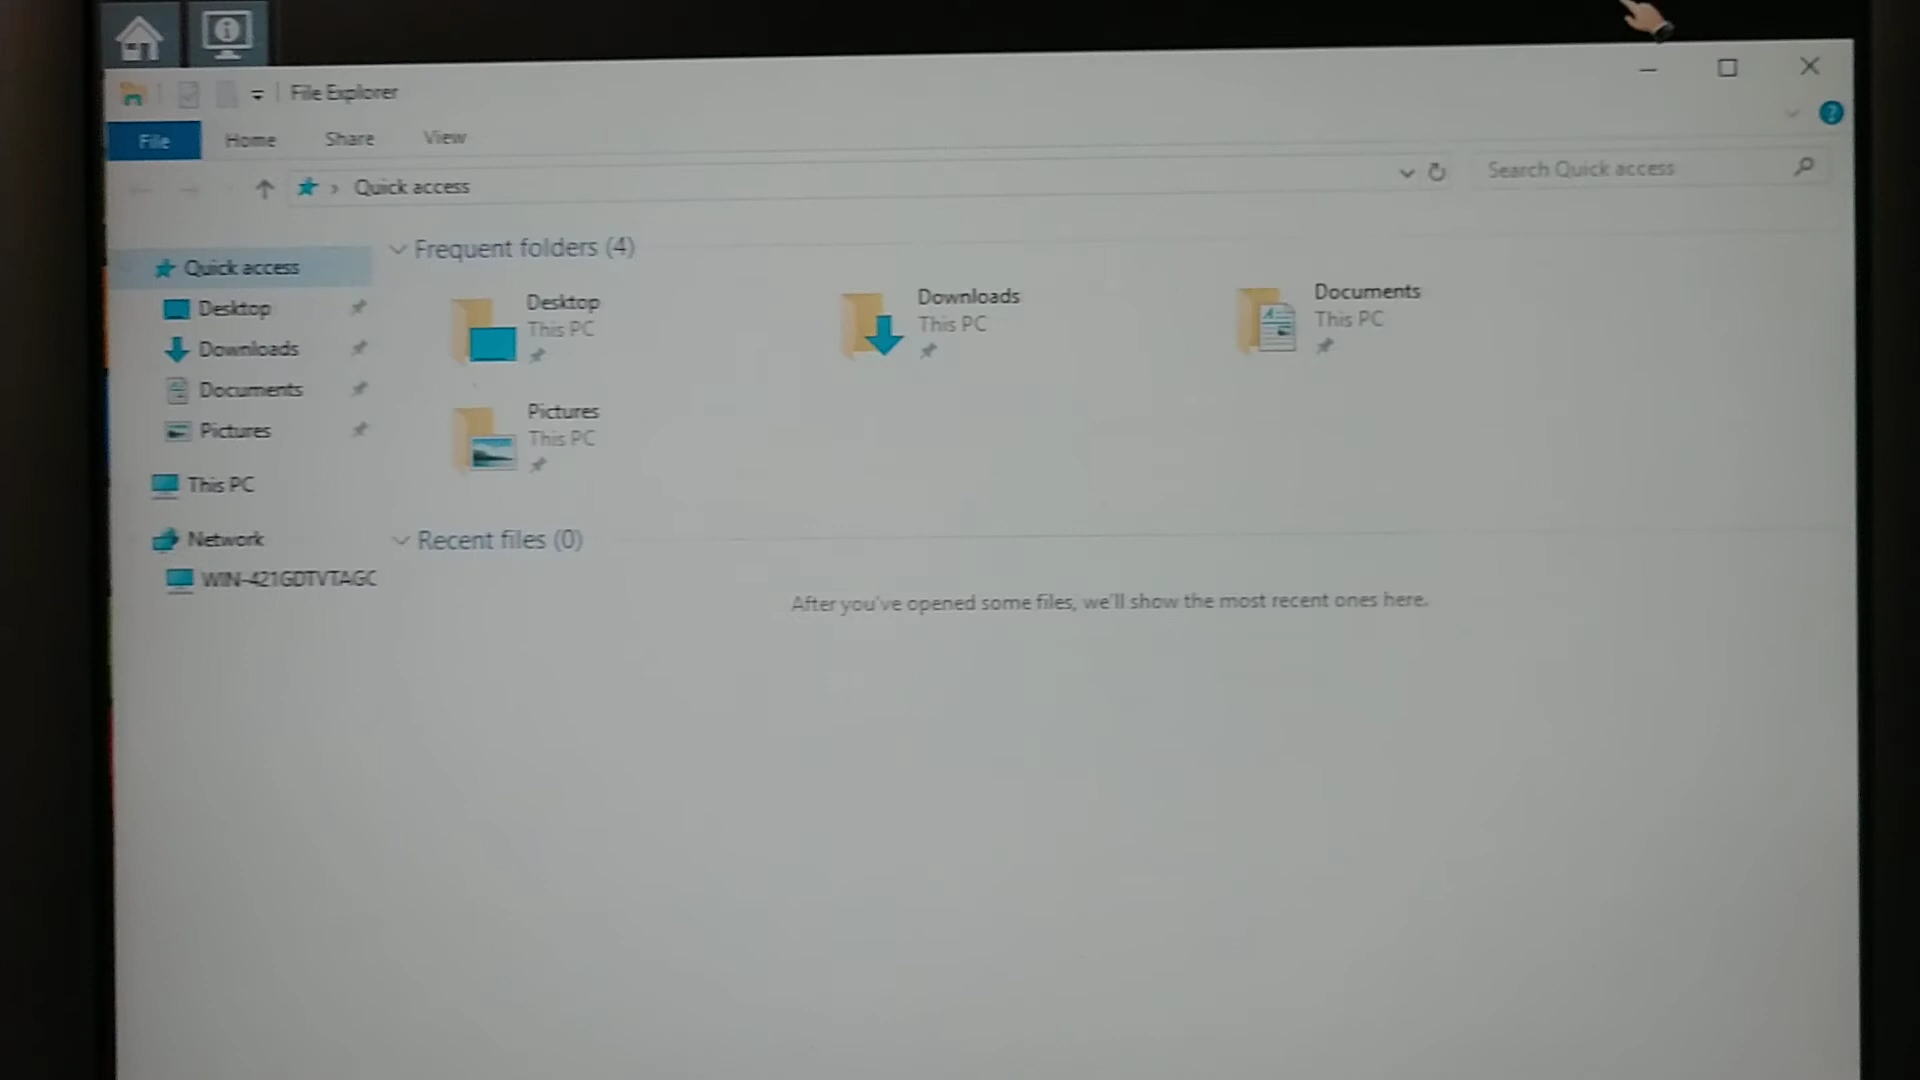 File Explorer
File Home Share View
Quick access
Search Quick access
Quick access
Desktop
Downloads
Documents
Pictures
This PC
Network
WIN-421GDTVTAGC
Frequent folders (4)
Desktop
This PC
Downloads
This PC
Documents
This PC
Pictures
This PC
Recent files (0)
After you've opened some files, we'll show the most recent ones here.